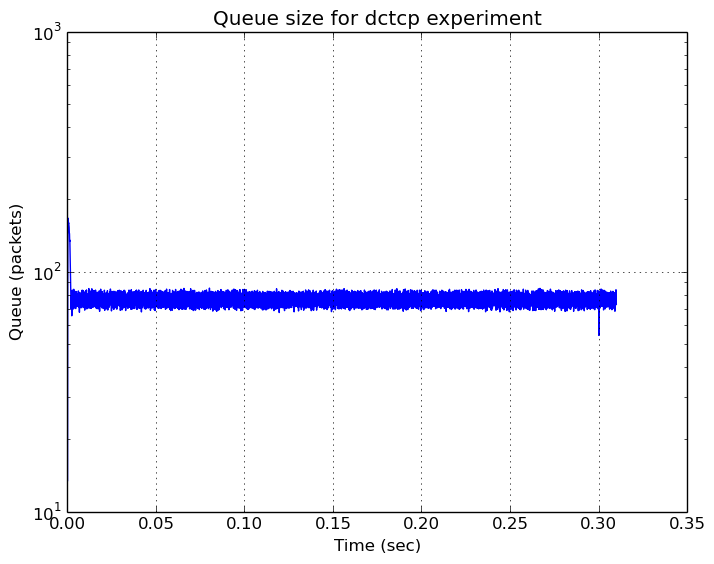 Queue size for dctcp experiment
10^3
10^2
10^1
Queue (packets)
0.00 0.05 0.10 0.15 0.20 0.25 0.30 0.35
Time (sec)